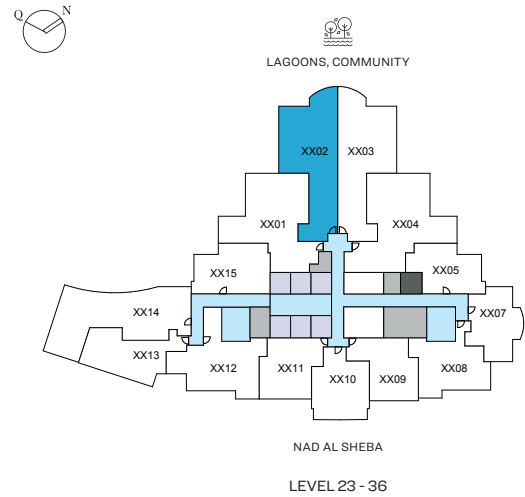 Q N
LAGOONS, COMMUNITY
XX02 XX03
XX01 XX04
XX15 XX05
XX14 XX07
XX13 XX12 XX11 XX10 XX09 XX08
NAD AL SHEBA
LEVEL 23 - 36